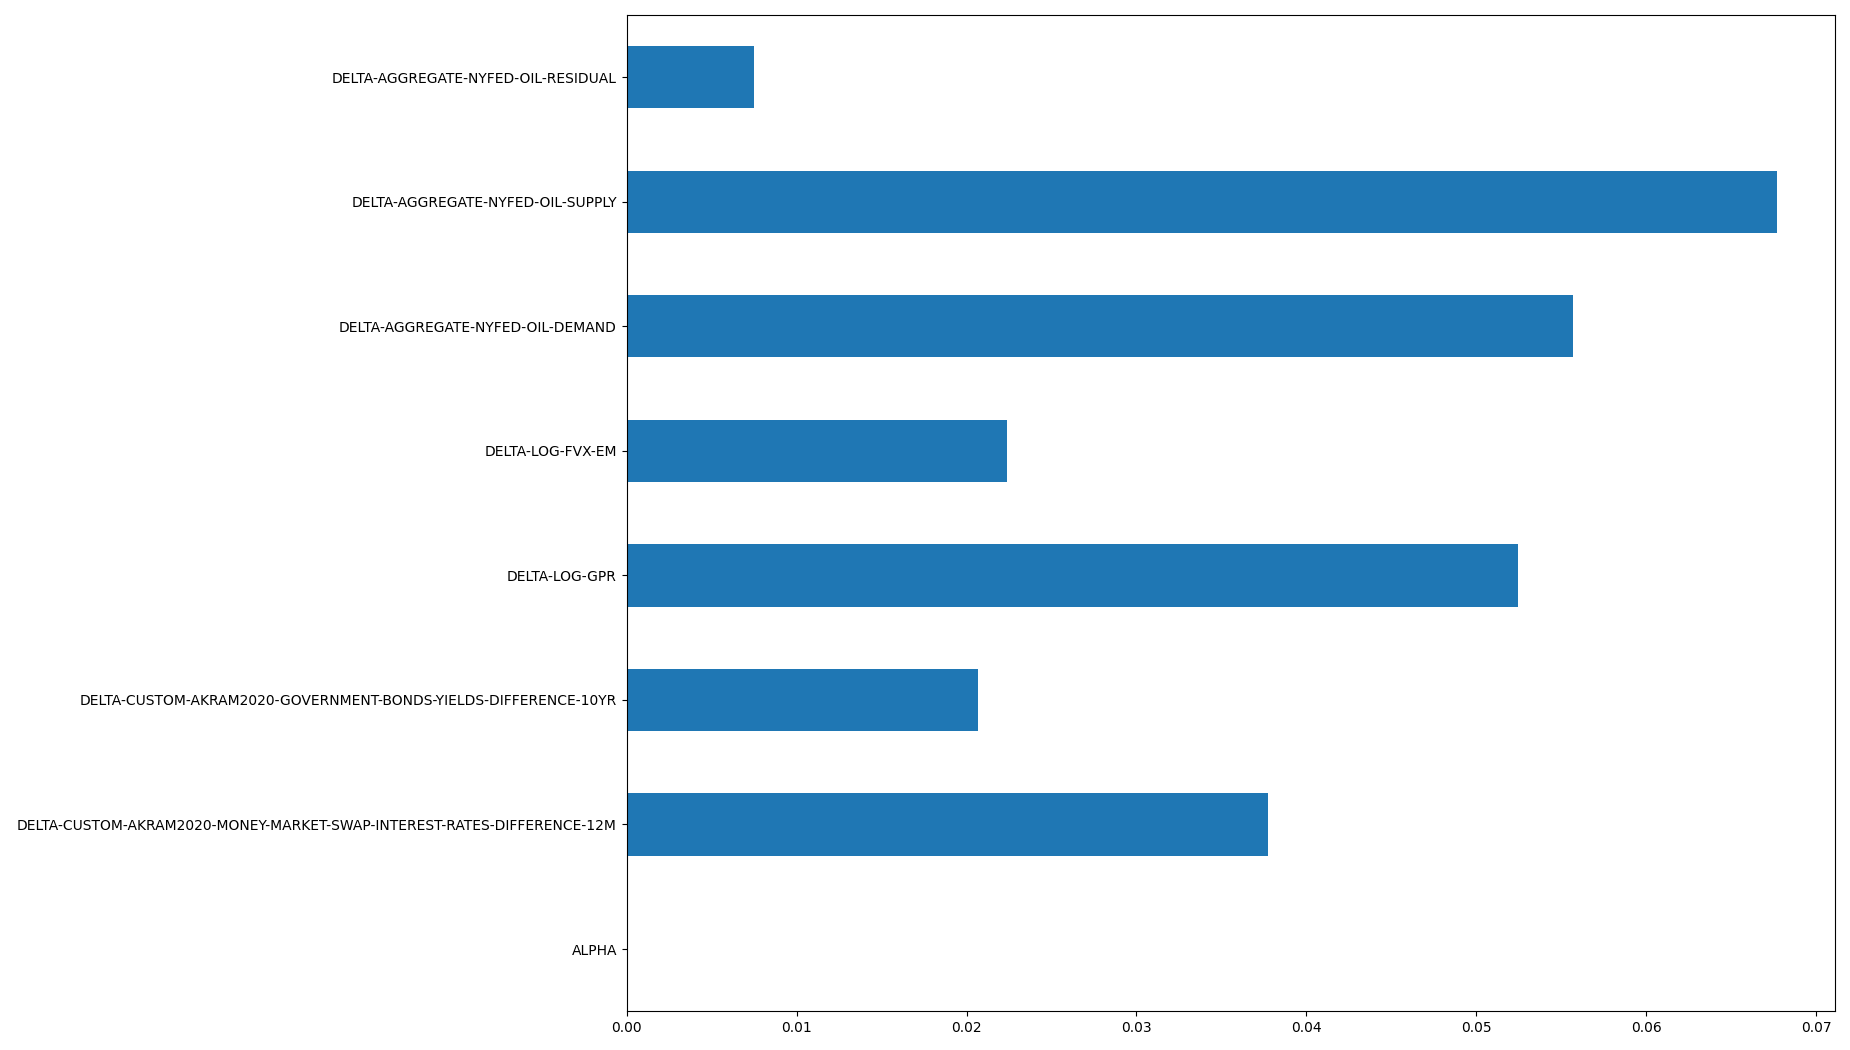 DELTA-AGGREGATE-NYFED-OIL-RESIDUAL
DELTA-AGGREGATE-NYFED-OIL-SUPPLY
DELTA-AGGREGATE-NYFED-OIL-DEMAND
DELTA-LOG-FVX-EM
DELTA-LOG-GPR
DELTA-CUSTOM-AKRAM2020-GOVERNMENT-BONDS-YIELDS-DIFFERENCE-10YR
DELTA-CUSTOM-AKRAM2020-MONEY-MARKET-SWAP-INTEREST-RATES-DIFFERENCE-12M
ALPHA
0.00 0.01 0.02 0.03 0.04 0.05 0.06 0.07